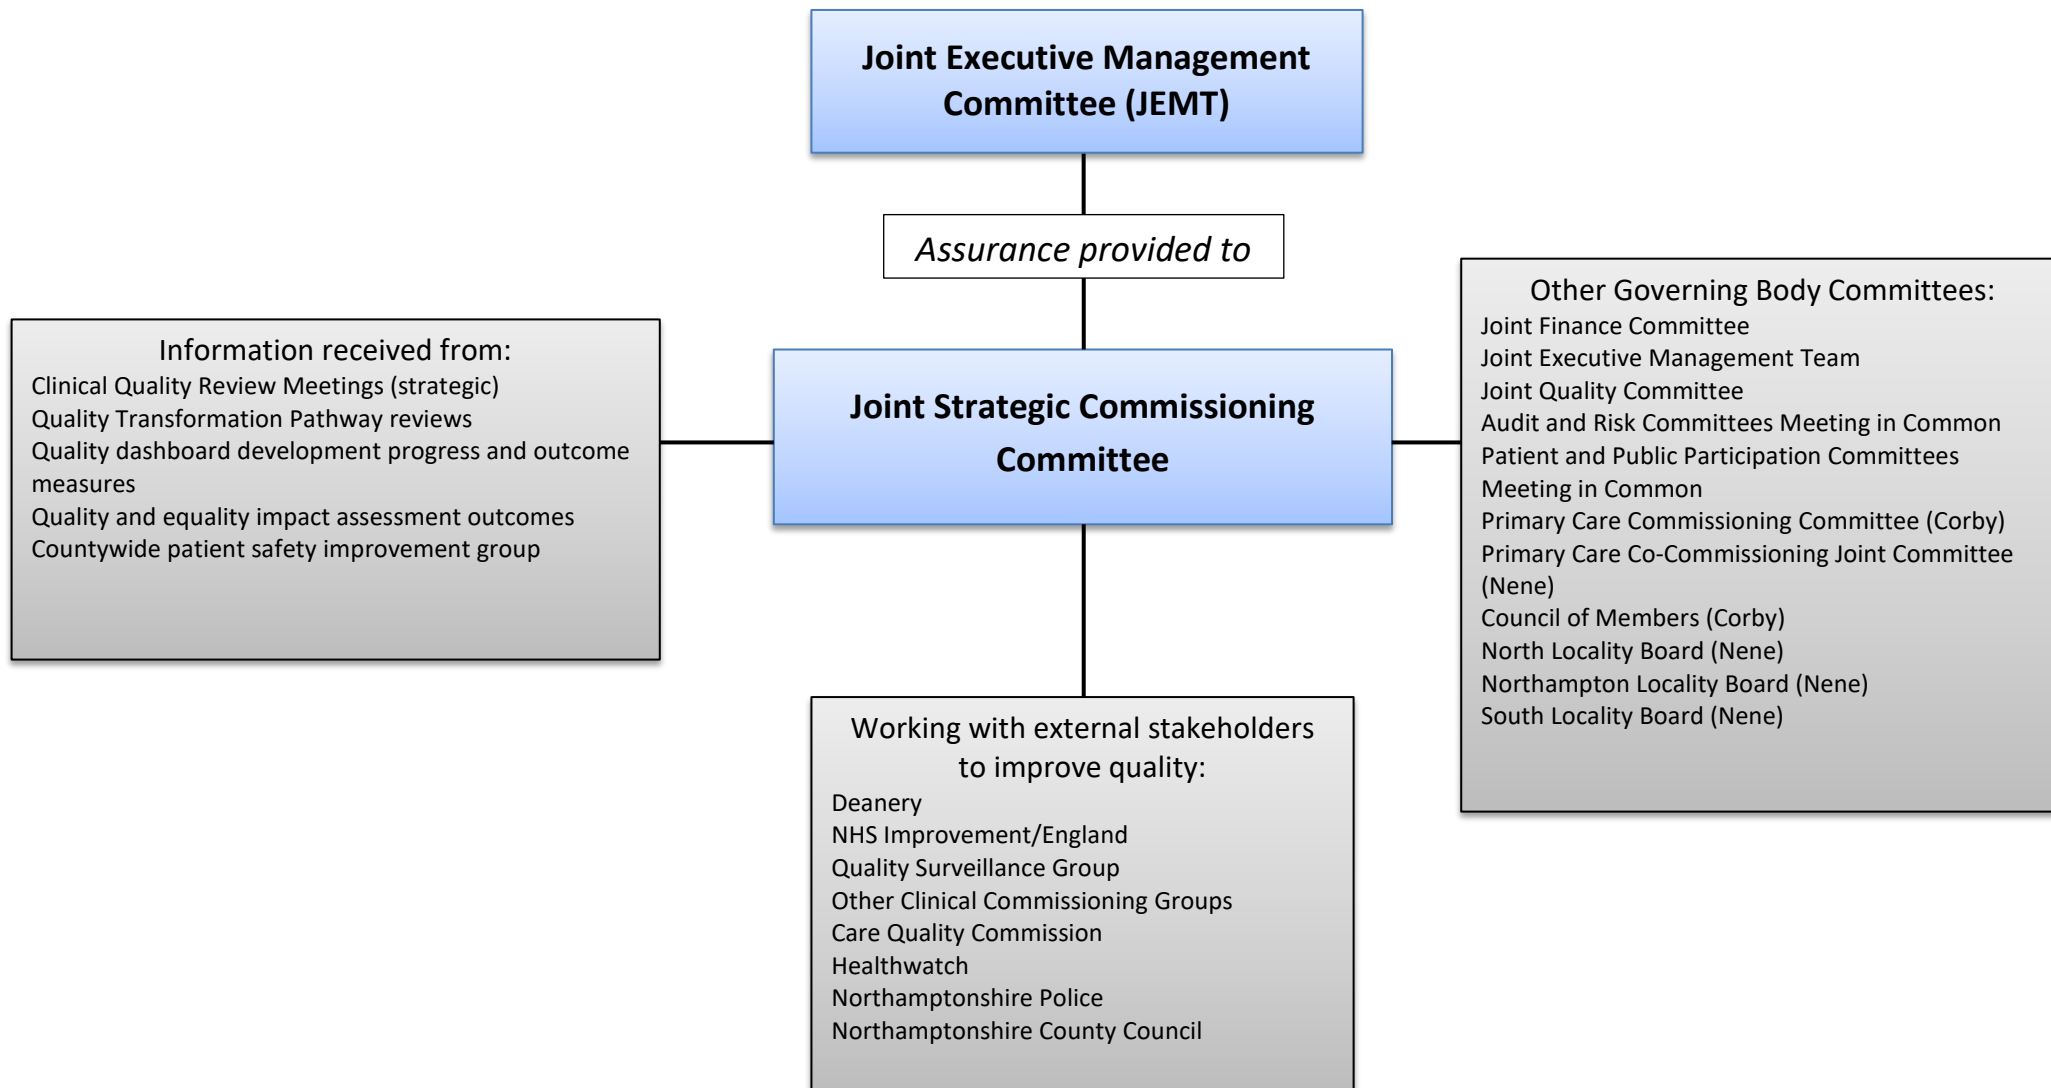 Joint Executive Management
Committee (JEMT)
Assurance provided to
Information received from:
Clinical Quality Review Meetings (strategic)
Quality Transformation Pathway reviews
Quality dashboard development progress and outcome
measures
Quality and equality impact assessment outcomes
Countywide patient safety improvement group
Joint Strategic Commissioning
Committee
Other Governing Body Committees:
Joint Finance Committee
Joint Executive Management Team
Joint Quality Committee
Audit and Risk Committees Meeting in Common
Patient and Public Participation Committees
Meeting in Common
Primary Care Commissioning Committee (Corby)
Primary Care Co-Commissioning Joint Committee
(Nene)
Council of Members (Corby)
North Locality Board (Nene)
Northampton Locality Board (Nene)
South Locality Board (Nene)
Working with external stakeholders
to improve quality:
Deanery
NHS Improvement/England
Quality Surveillance Group
Other Clinical Commissioning Groups
Care Quality Commission
Healthwatch
Northamptonshire Police
Northamptonshire County Council